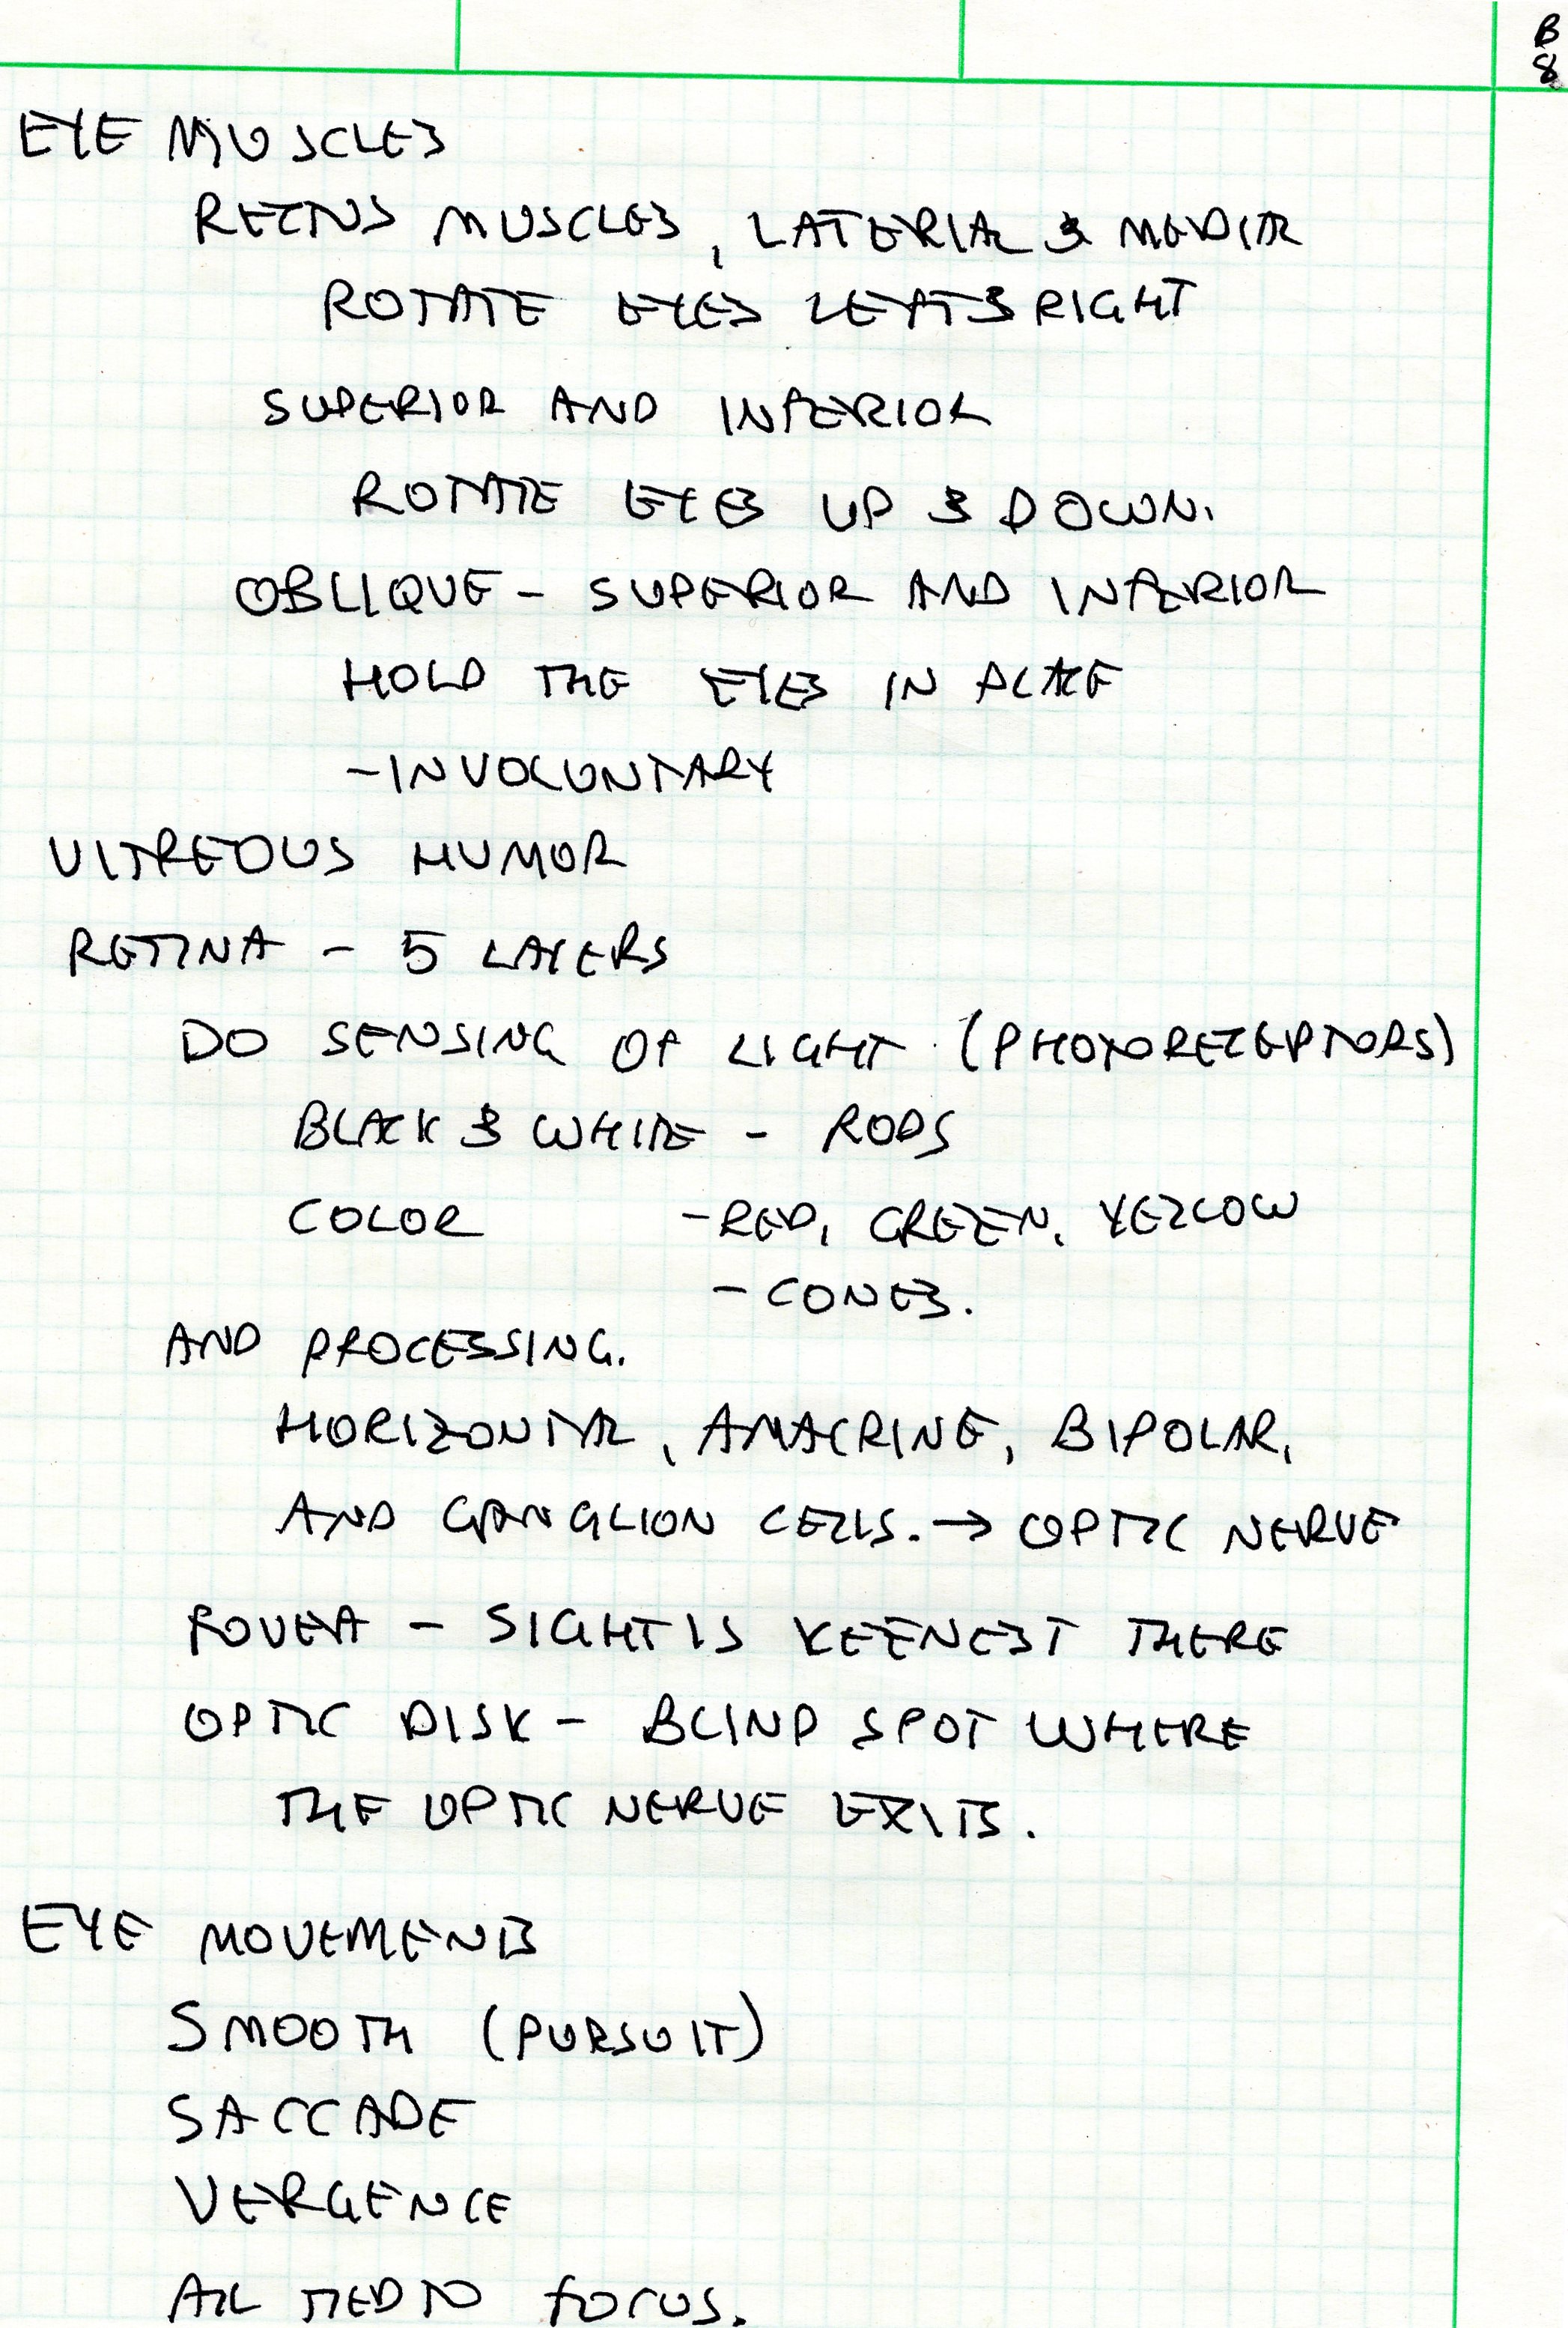 B
8
EYE MUSCLES
RECTUS MUSCLES, LATERIAL & MEDIAL
ROTATE EYES LEFT & RIGHT
SUPERIOR AND INFERIOR
ROTATE EYES UP & DOWN.
OBLIQUE - SUPERIOR AND INFERIOR
HOLD THE EYES IN PLACE
- INVOLUNTARY
VITREOUS HUMOR
RETINA - 5 LAYERS
DO SENSING OF LIGHT (PHOTORECEPTORS)
BLACK & WHITE - RODS
COLOR - RED, GREEN, YELLOW
- CONES.
AND PROCESSING.
HORIZONTAL, AMACRINE, BIPOLAR,
AND GANGLION CELLS. → OPTIC NERVE
FOVEA - SIGHT IS KEENEST THERE
OPTIC DISK - BLIND SPOT WHERE
THE OPTIC NERVE EXITS.
EYE MOVEMENTS
SMOOTH (PURSUIT)
SACCADE
VERGENCE
ALL TIED TO FOCUS.